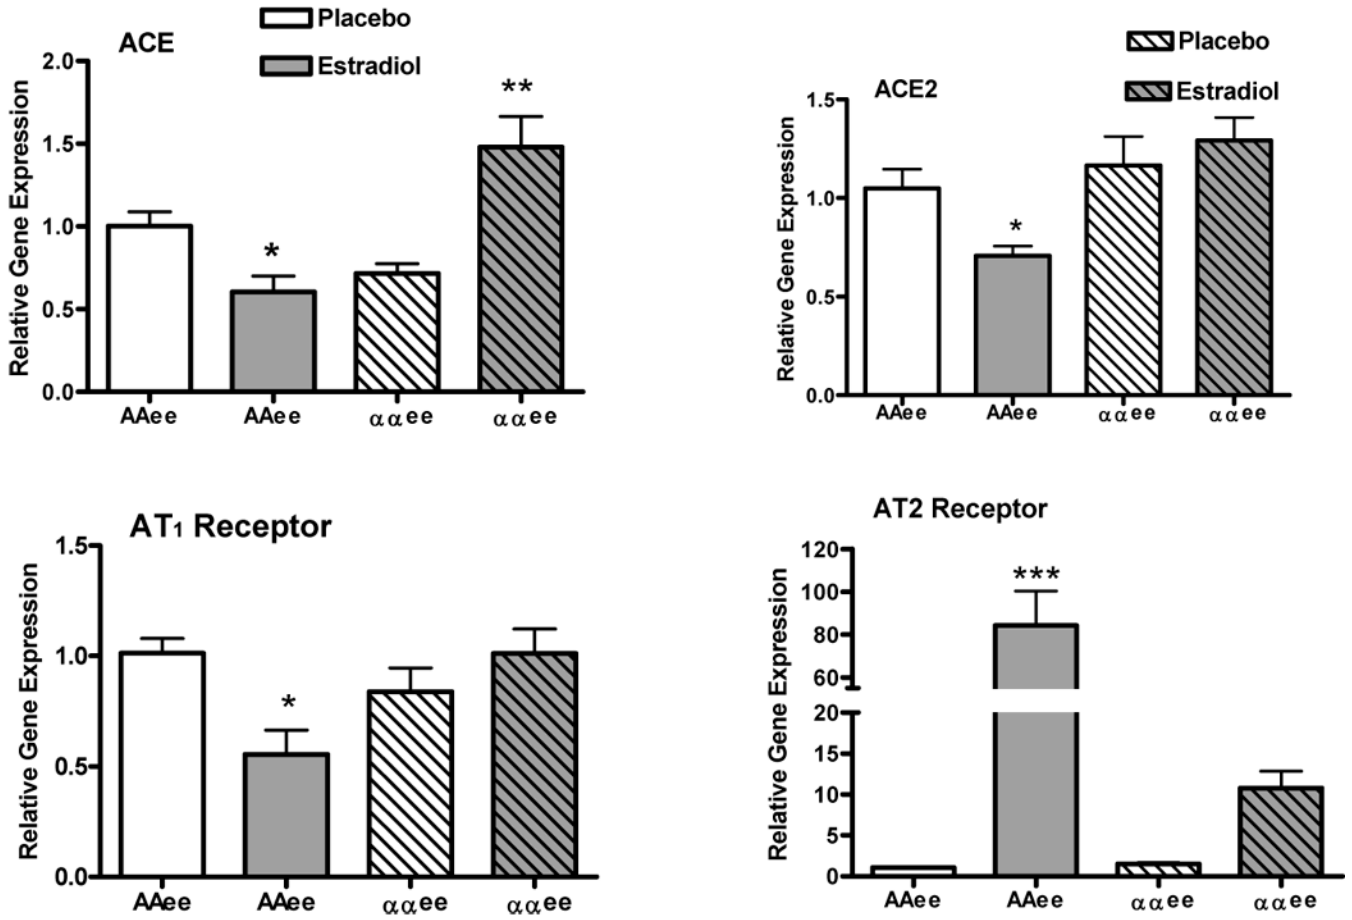 ACE
Placebo
Estradiol
Relative Gene Expression
2.0
1.5
1.0
0.5
0.0
*
**
AAee
AAee
ααee
ααee
ACE2
Placebo
Estradiol
Relative Gene Expression
1.5
1.0
0.5
0.0
*
AAee
AAee
ααee
ααee
AT₁ Receptor
Relative Gene Expression
1.5
1.0
0.5
0.0
*
AAee
AAee
ααee
ααee
AT2 Receptor
Relative Gene Expression
120
100
80
60
20
15
10
5
0
***
AAee
AAee
ααee
ααee